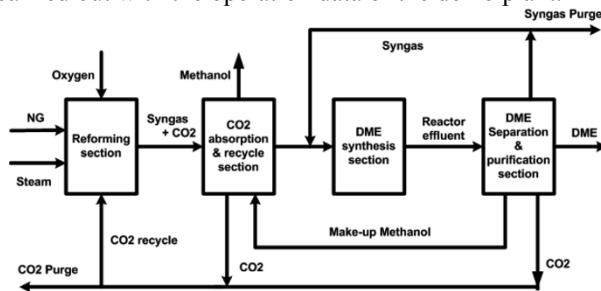 Syngas Purge
Syngas
Oxygen
Methanol
NG
Steam
Reforming
section
Syngas
+ CO2
CO2
absorption
& recycle
section
DME
synthesis
section
Reactor
effluent
DME
Separation
&
purification
section
DME
Make-up Methanol
CO2 recycle
CO2
CO2
CO2 Purge